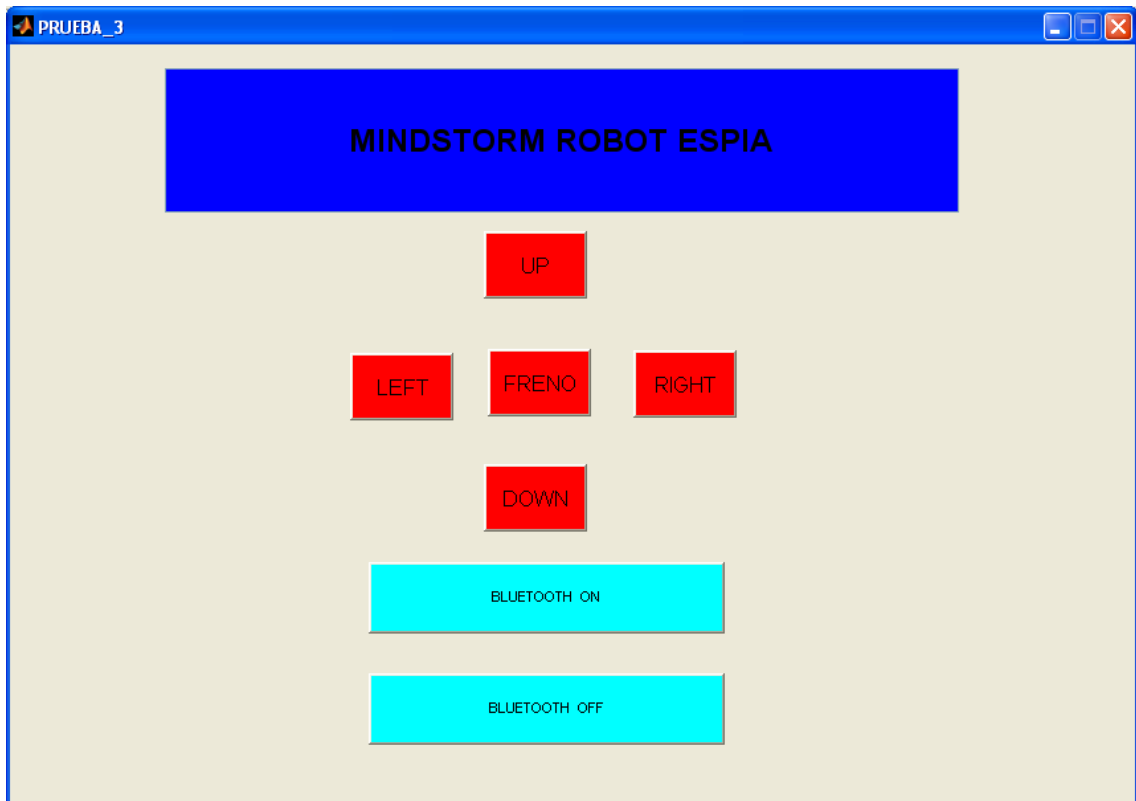 PRUEBA_3
MINDSTORM ROBOT ESPIA
UP
LEFT
FRENO
RIGHT
DOWN
BLUETOOTH ON
BLUETOOTH OFF